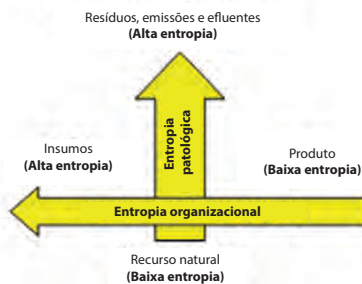 Resíduos, emissões e efluentes
(Alta entropia)
Entropia
patológica
Insumos
(Alta entropia)
Produto
(Baixa entropia)
Entropia organizacional
Recurso natural
(Baixa entropia)